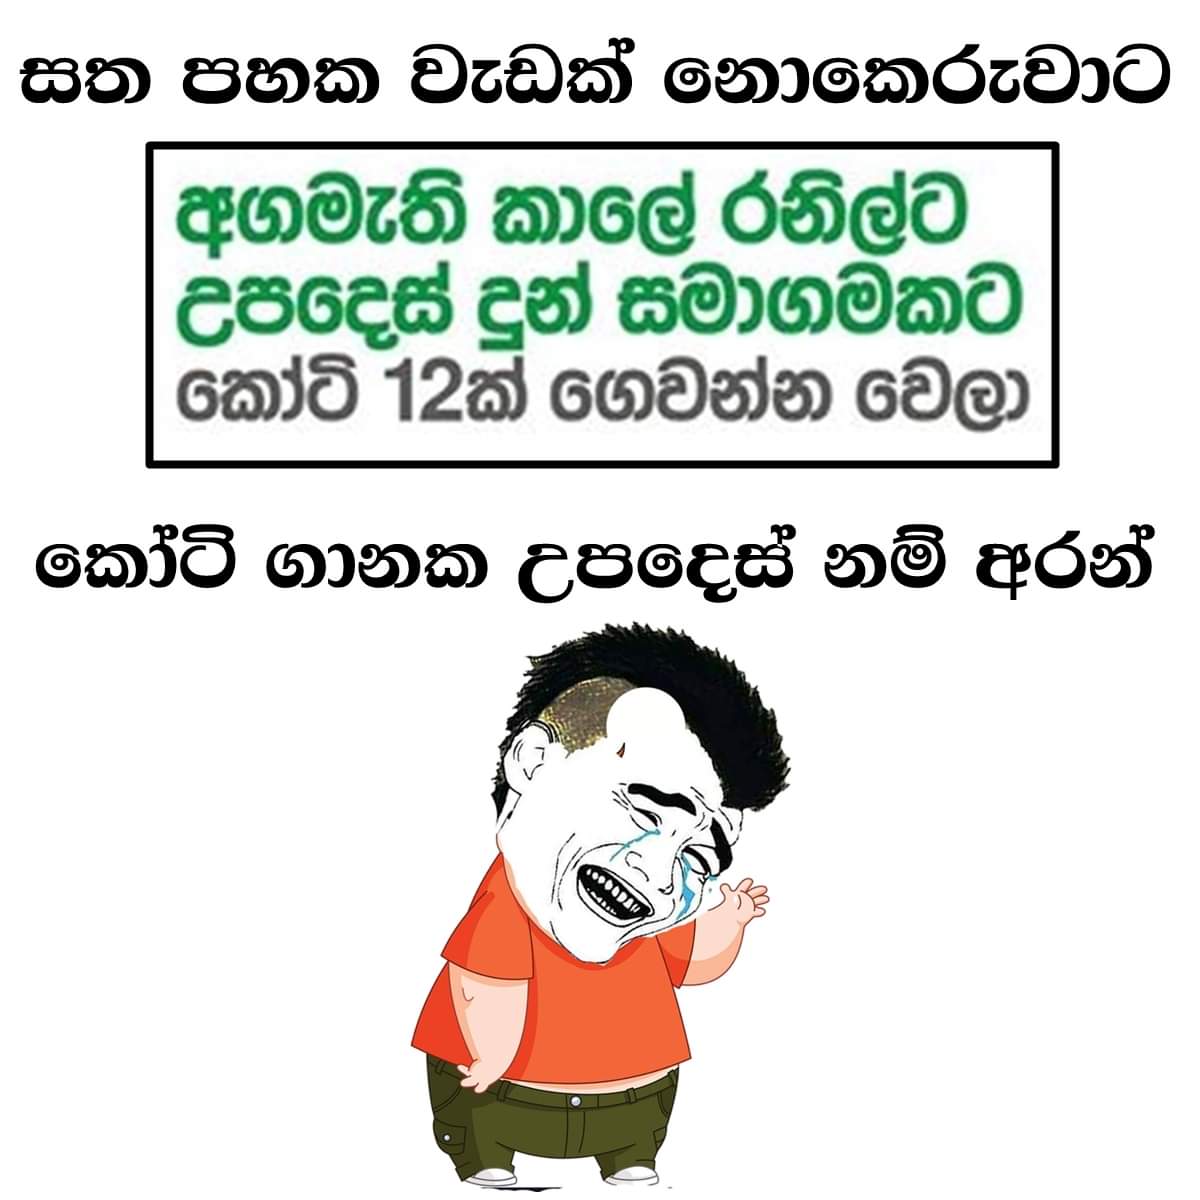 සත පහක වැඩක් නොකෙරුවාට
අගමැති කාලේ රනිල්ට
උපදෙස් දුන් සමාගමකට
කෝටි 12ක් ගෙවන්න වෙලා
කෝටි ගානක උපදෙස් නම් අරන්